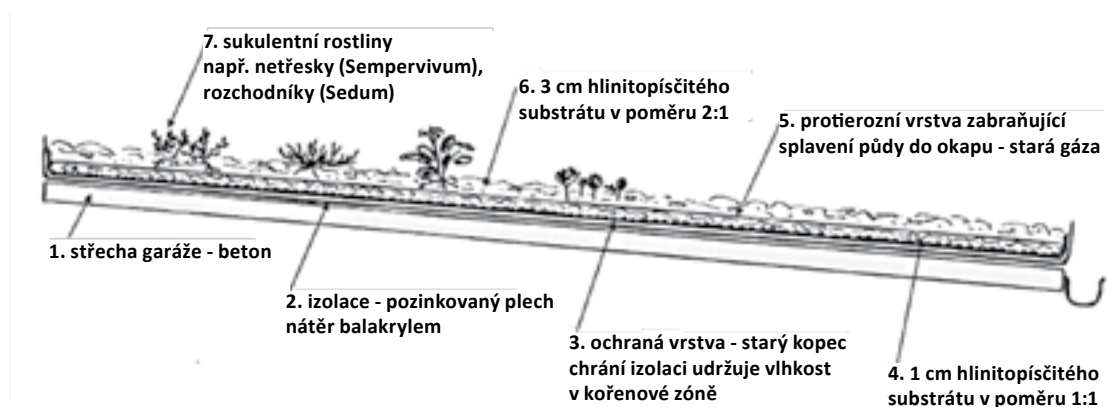 7. sukulentní rostliny
např. netřesky (Sempervivum),
rozchodníky (Sedum)
6. 3 cm hlinitopísčitého
substrátu v poměru 2:1
5. protierozní vrstva zabraňující
splavení půdy do okapu - stará gáza
1. střecha garáže - beton
2. izolace - pozinkovaný plech
nátěr balakrylem
3. ochraná vrstva - starý kopec
chrání izolaci udržuje vlhkost
v kořenové zóně
4. 1 cm hlinitopísčitého
substrátu v poměru 1:1